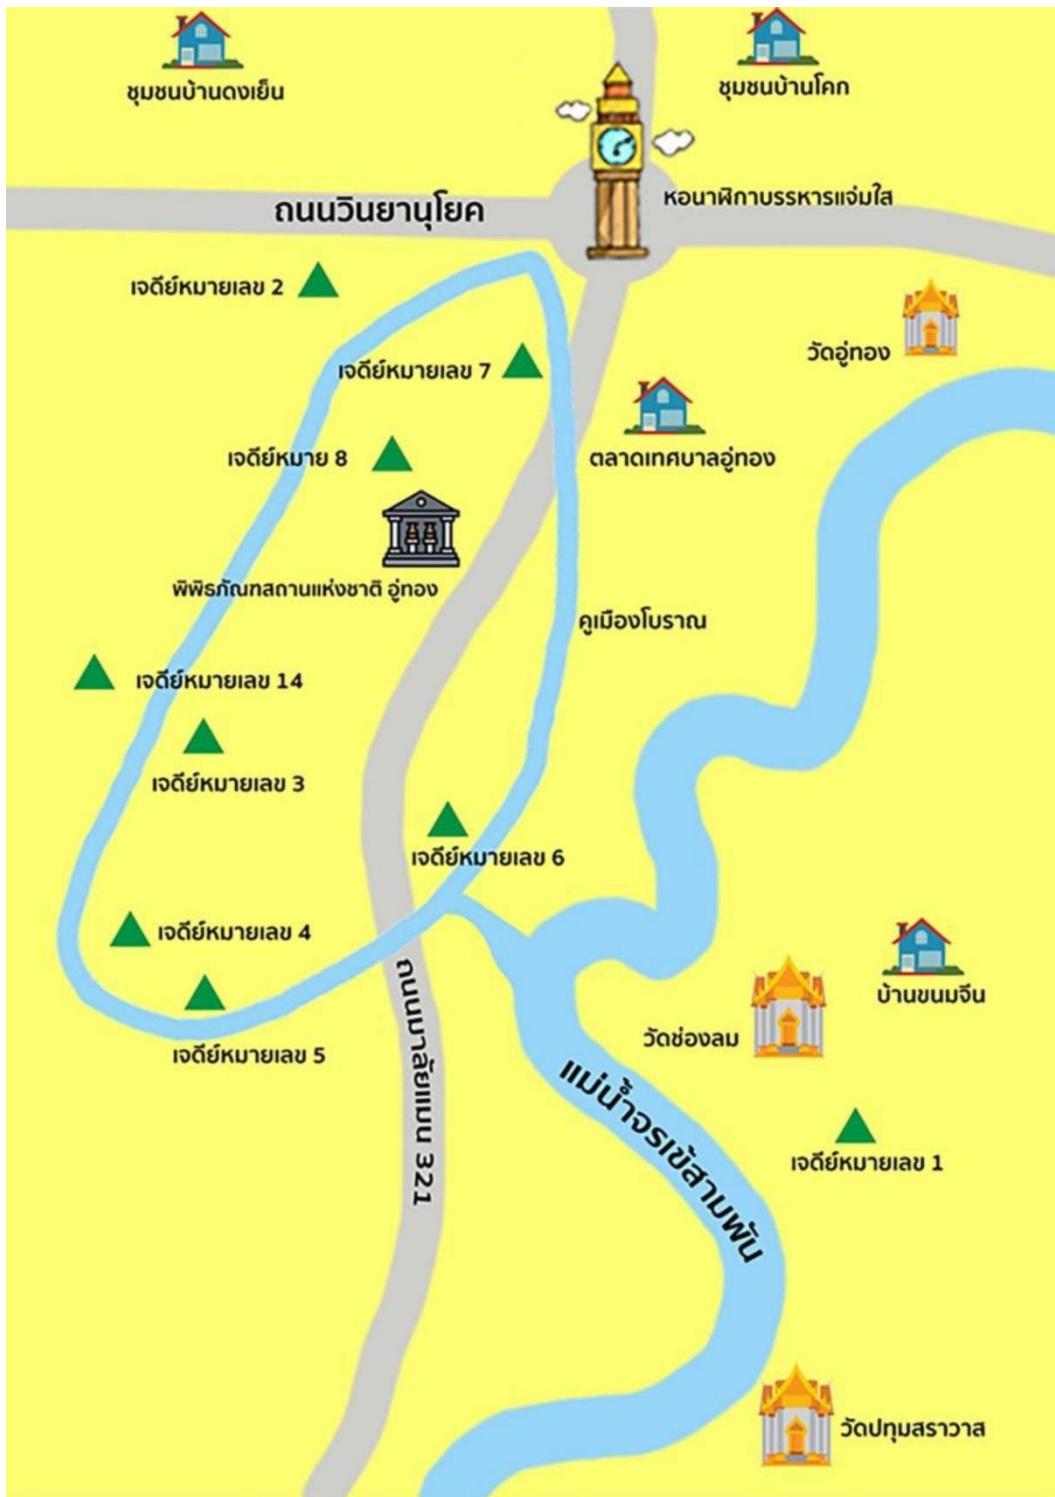 ชุมชนบ้านดงเย็น
ชุมชนบ้านโคก
หอนาฬิกาบรรหารแจ่มใส
ถนนวินยานุโยค
เจดีย์หมายเลข 2
วัดอู่ทอง
เจดีย์หมายเลข 7
เจดีย์หมาย 8
ตลาดเทศบาลอู่ทอง
พิพิธภัณฑสถานแห่งชาติ อู่ทอง
คูเมืองโบราณ
เจดีย์หมายเลข 14
เจดีย์หมายเลข 3
เจดีย์หมายเลข 6
เจดีย์หมายเลข 4
บ้านขนมจีน
วัดช่องลม
เจดีย์หมายเลข 5
ถนนมาลัยแมน 321
แม่น้ำจรเข้สามพัน
เจดีย์หมายเลข 1
วัดปทุมสราวาส